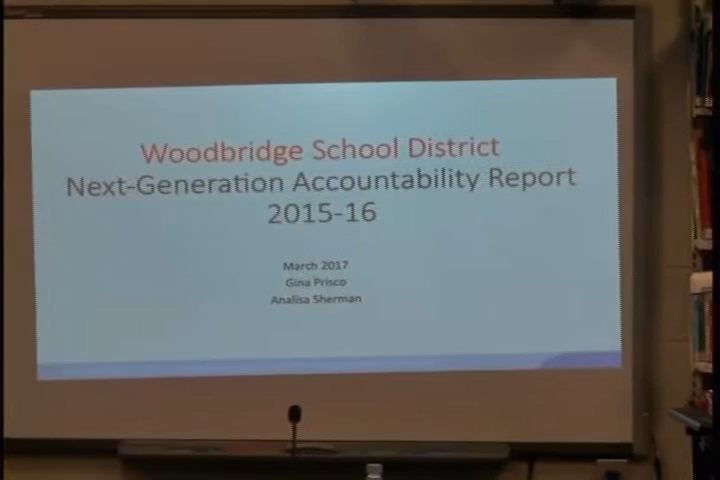 Woodbridge School District
Next-Generation Accountability Report
2015-16
March 2017
Gina Prisco
Analisa Sherman